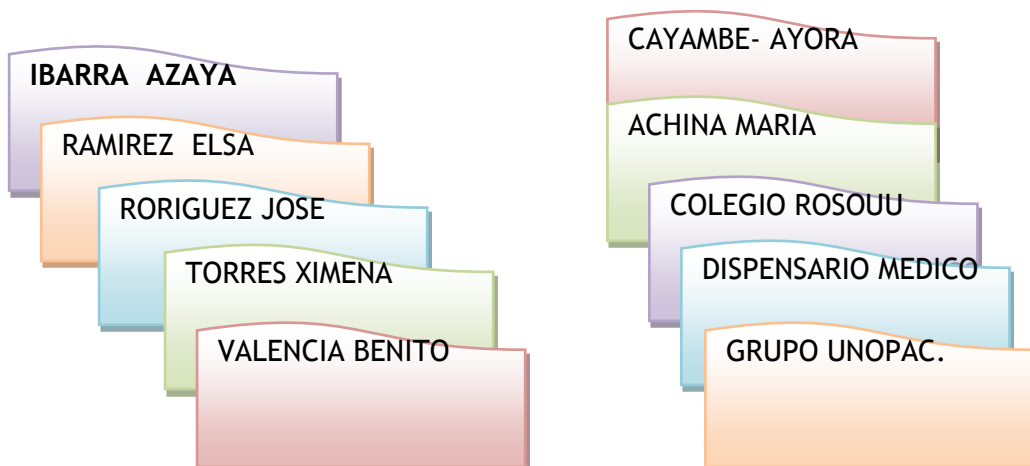 IBARRA AZAYA
RAMIREZ ELSA
RORIGUEZ JOSE
TORRES XIMENA
VALENCIA BENITO
CAYAMBE- AYORA
ACHINA MARIA
COLEGIO ROSOUU
DISPENSARIO MEDICO
GRUPO UNOPAC.